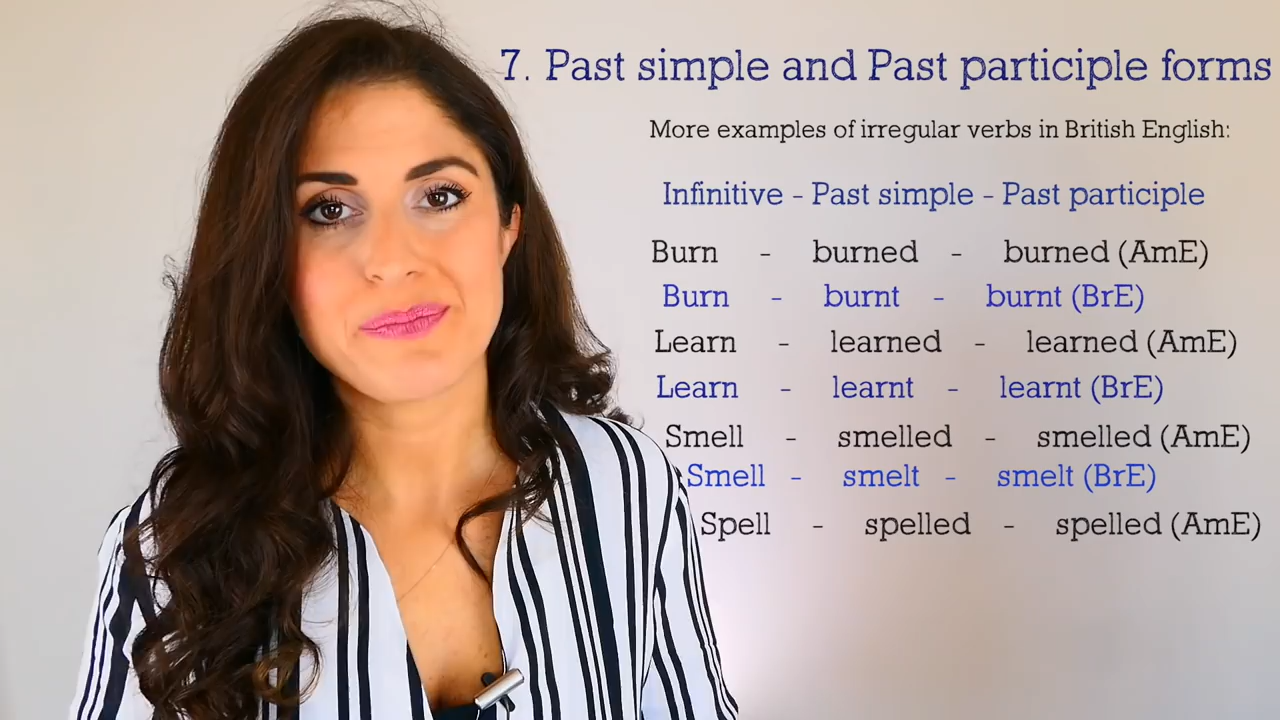 7. Past simple and Past participle forms
More examples of irregular verbs in British English:
Infinitive - Past simple - Past participle
Burn - burned - burned (AmE)
Burn - burnt - burnt (BrE)
Learn - learned - learned (AmE)
Learn - learnt - learnt (BrE)
Smell - smelled - smelled (AmE)
Smell - smelt - smelt (BrE)
Spell - spelled - spelled (AmE)